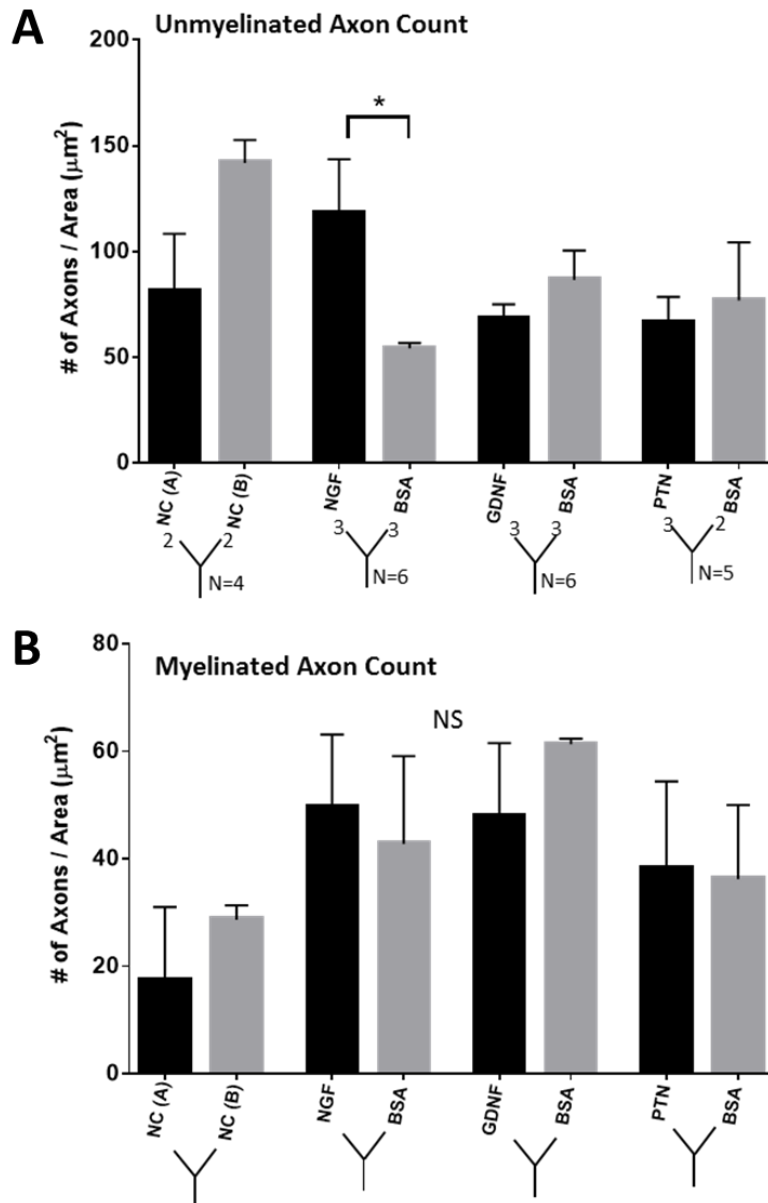 A
Unmyelinated Axon Count
# of Axons / Area (μm²)
200
150
100
50
0
*
NC (A)
NC (B)
NGF
BSA
GDNF
BSA
PTN
BSA
2 2
3 3
3 3
3 2
N=4
N=6
N=6
N=5
B
Myelinated Axon Count
# of Axons / Area (μm²)
80
60
40
20
0
NS
NC (A)
NC (B)
NGF
BSA
GDNF
BSA
PTN
BSA